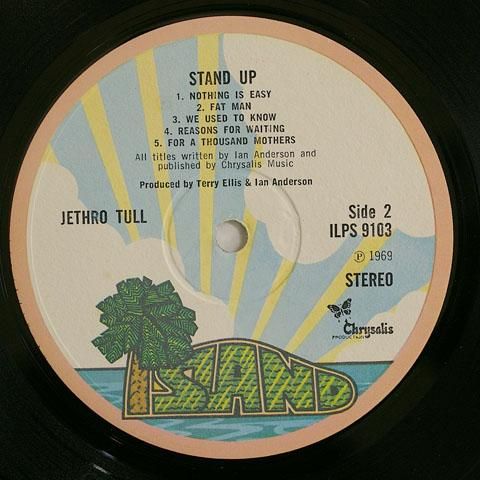 STAND UP
1. NOTHING IS EASY
2. FAT MAN
3. WE USED TO KNOW
4. REASONS FOR WAITING
5. FOR A THOUSAND MOTHERS
All titles written by Ian Anderson and
published by Chrysalis Music
Produced by Terry Ellis & Ian Anderson
JETHRO TULL
Side 2
ILPS 9103
℗ 1969
STEREO
Chrysalis
PRODUCTION
ISLAND